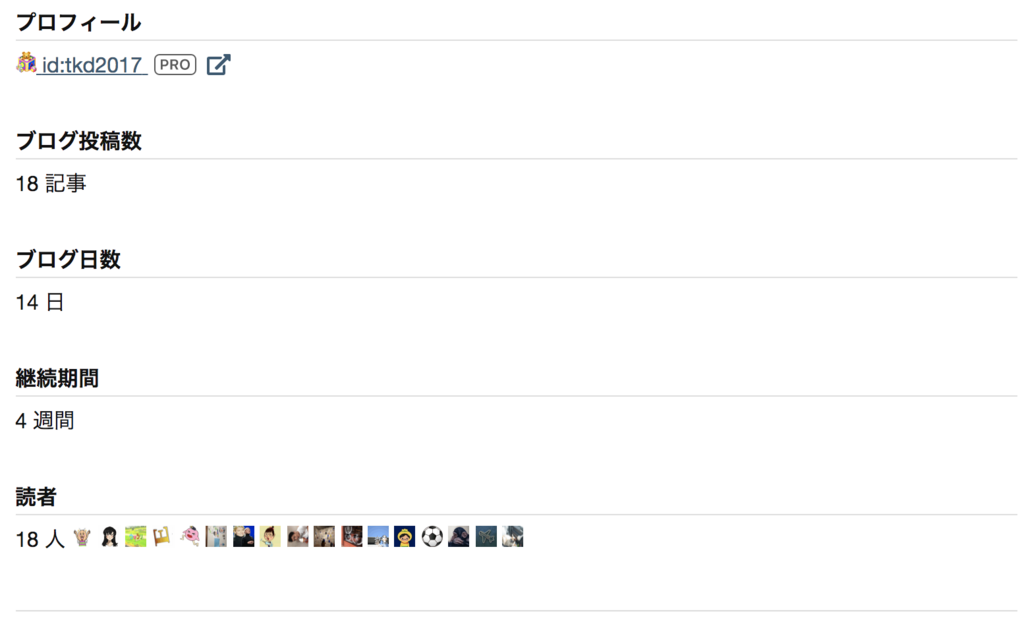 プロフィール
id:tkd2017 PRO
ブログ投稿数
18 記事
ブログ日数
14 日
継続期間
4 週間
読者
18 人